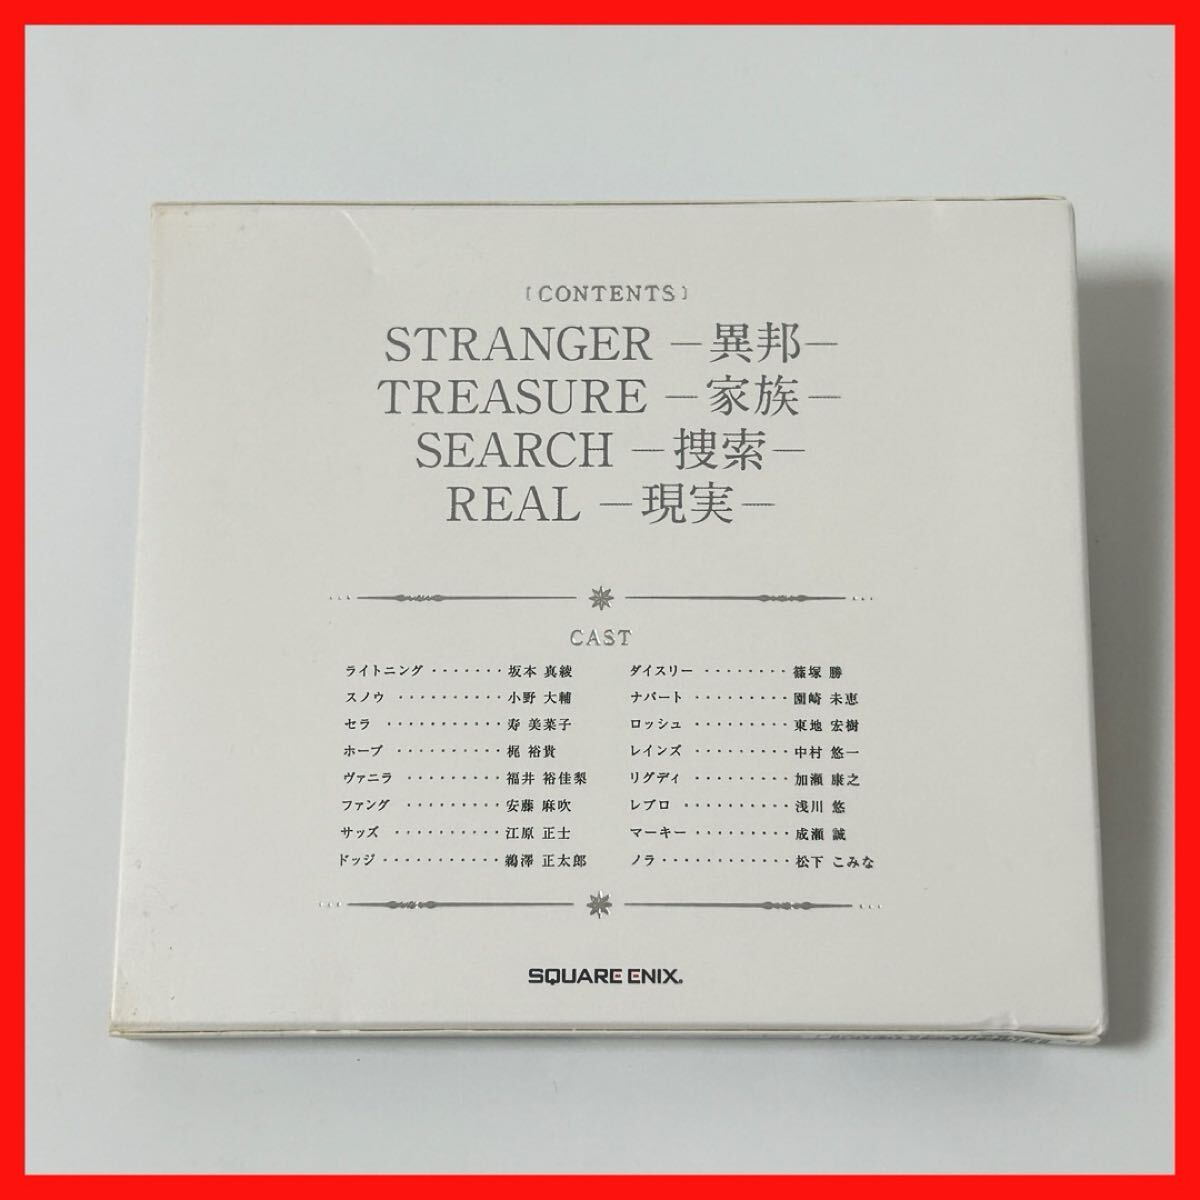 [CONTENTS]
STRANGER －異邦－
TREASURE －家族－
SEARCH －捜索－
REAL －現実－
CAST
ライトニング ・・・・・・・ 坂本 真綾
スノウ ・・・・・・・・・・ 小野 大輔
セラ ・・・・・・・・・・・ 寿 美菜子
ホープ ・・・・・・・・・・ 梶 裕貴
ヴァニラ ・・・・・・・・・ 福井 裕佳梨
ファング ・・・・・・・・・ 安藤 麻吹
サッズ ・・・・・・・・・・ 江原 正士
ドッジ ・・・・・・・・・・・ 鵜澤 正太郎
ダイスリー ・・・・・・・・ 篠塚 勝
ナバート ・・・・・・・・・ 園崎 未恵
ロッシュ ・・・・・・・・・ 東地 宏樹
レインズ ・・・・・・・・・ 中村 悠一
リグディ ・・・・・・・・・ 加瀬 康之
レブロ ・・・・・・・・・・ 浅川 悠
マーキー ・・・・・・・・・ 成瀬 誠
ノラ ・・・・・・・・・・・・ 松下 こみな
SQUARE ENIX.